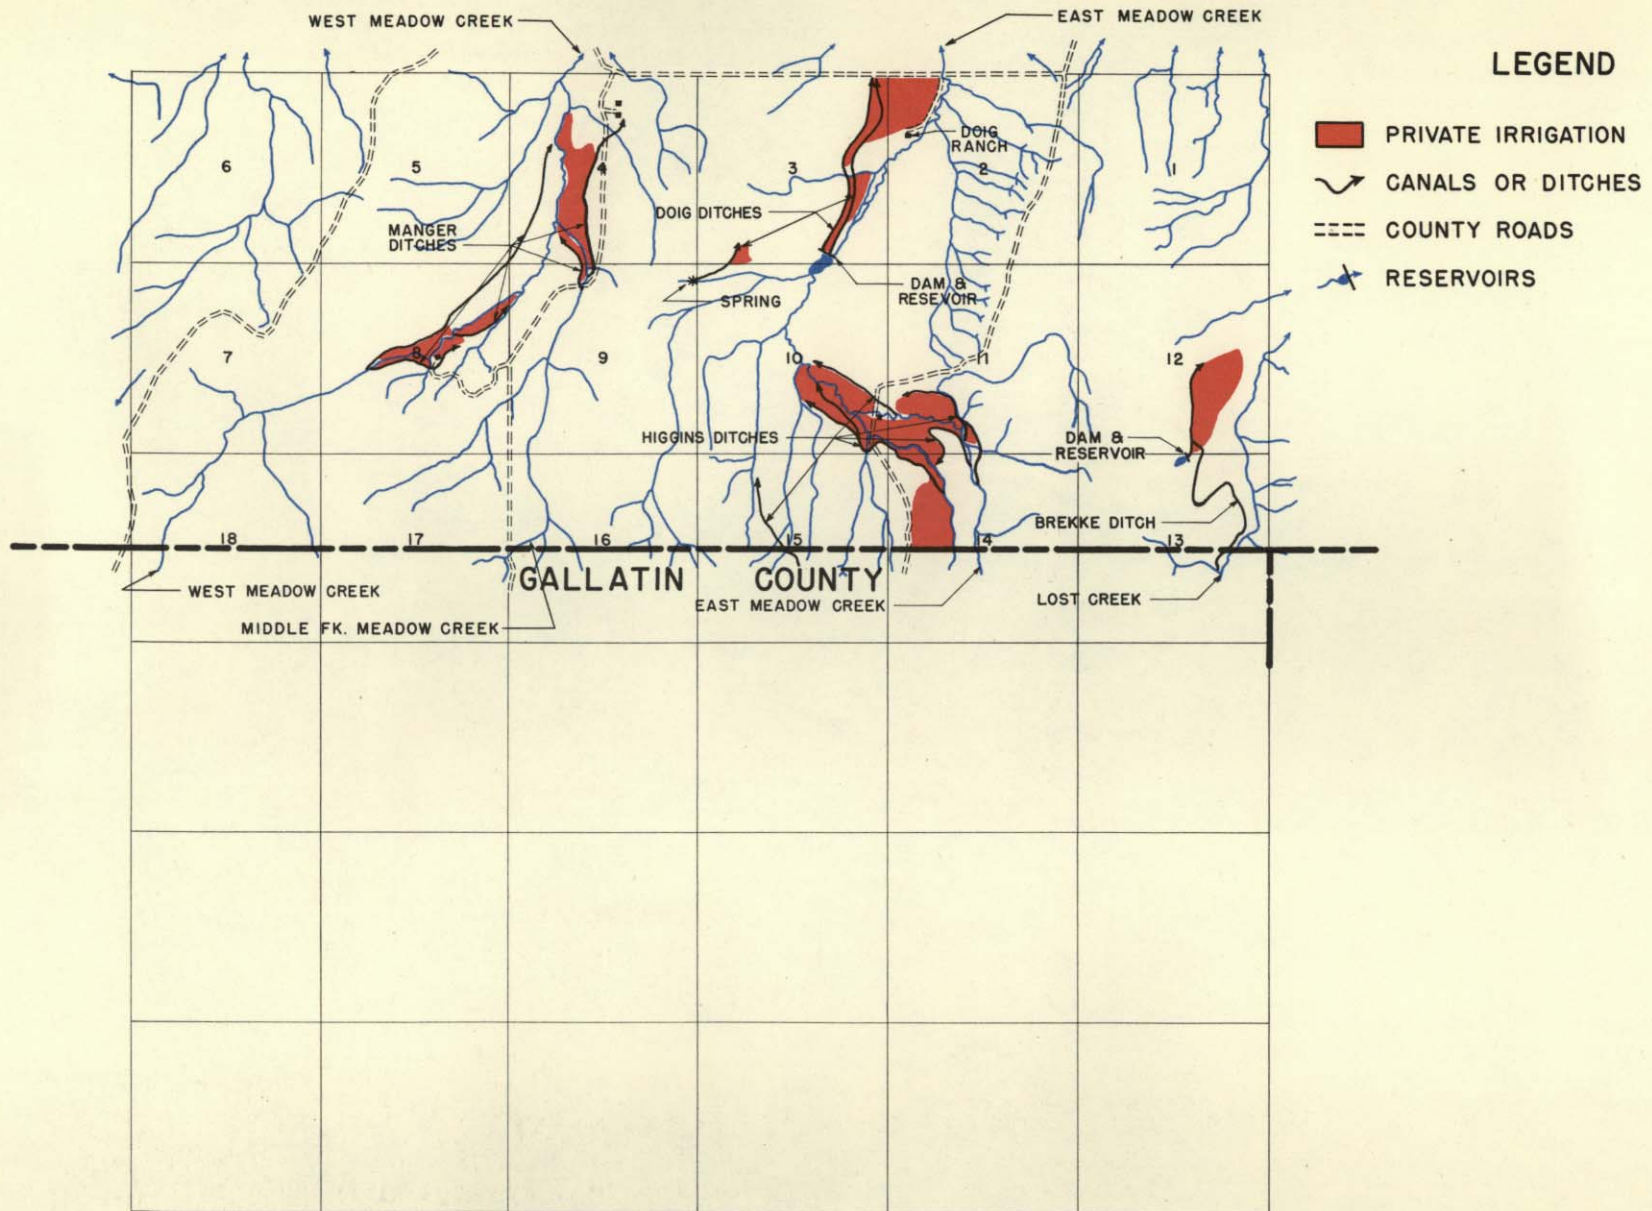 WEST MEADOW CREEK
EAST MEADOW CREEK
LEGEND
PRIVATE IRRIGATION
CANALS OR DITCHES
COUNTY ROADS
RESERVOIRS
6
5
4
3
2
1
DOIG
RANCH
DOIG DITCHES
MANGER
DITCHES
SPRING
DAM &
RESEVOIR
7
8
9
10
11
12
HIGGINS DITCHES
DAM &
RESERVOIR
BREKKE DITCH
18
17
16
15
14
13
GALLATIN COUNTY
WEST MEADOW CREEK
EAST MEADOW CREEK
LOST CREEK
MIDDLE FK. MEADOW CREEK